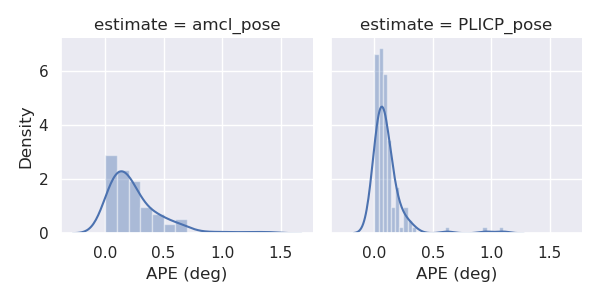 estimate = amcl_pose
estimate = PLICP_pose
Density
6
4
2
0
0.0 0.5 1.0 1.5
0.0 0.5 1.0 1.5
APE (deg)
APE (deg)